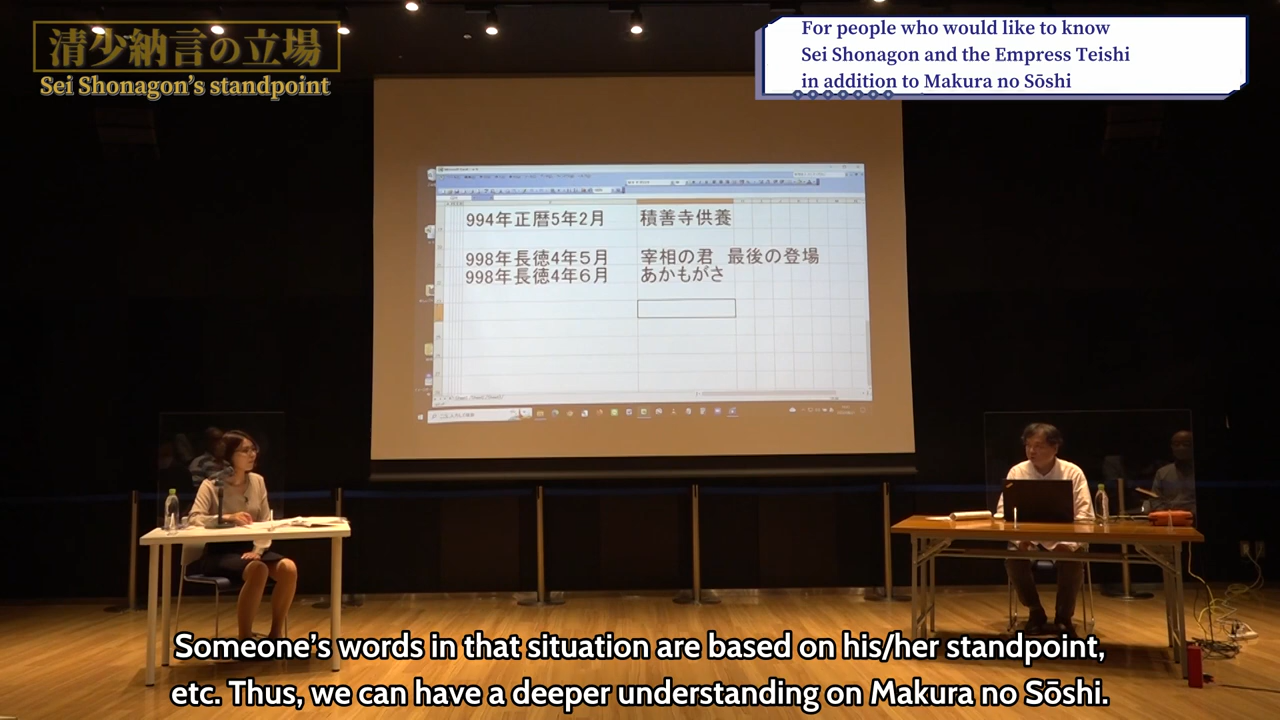 清少納言の立場
Sei Shonagon's standpoint
For people who would like to know
Sei Shonagon and the Empress Teishi
in addition to Makura no Sōshi
994年正暦5年2月 積善寺供養
998年長徳4年5月 宰相の君 最後の登場
998年長徳4年6月 あかもがさ
Someone's words in that situation are based on his/her standpoint,
etc. Thus, we can have a deeper understanding on Makura no Sōshi.